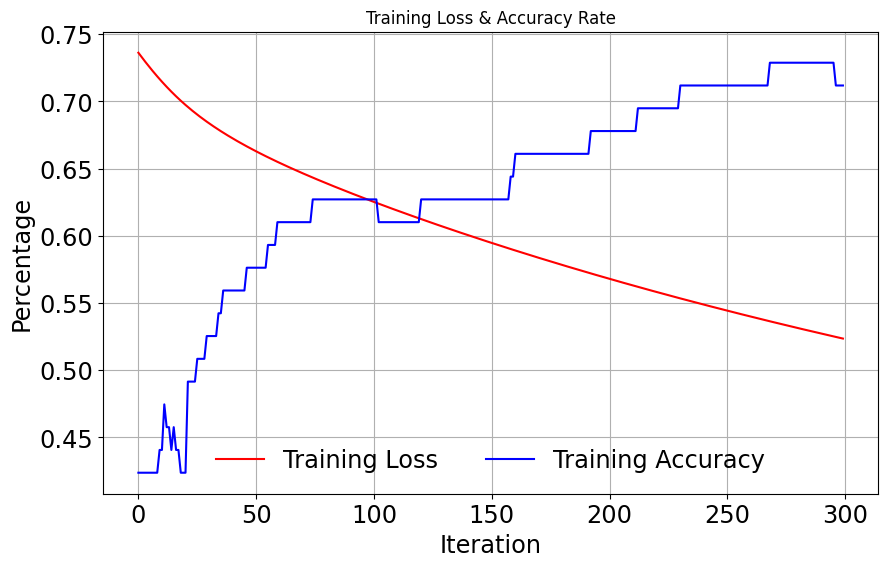 Training Loss & Accuracy Rate
0.75
0.70
0.65
0.60
0.55
0.50
0.45
Percentage
Training Loss
Training Accuracy
0 50 100 150 200 250 300
Iteration